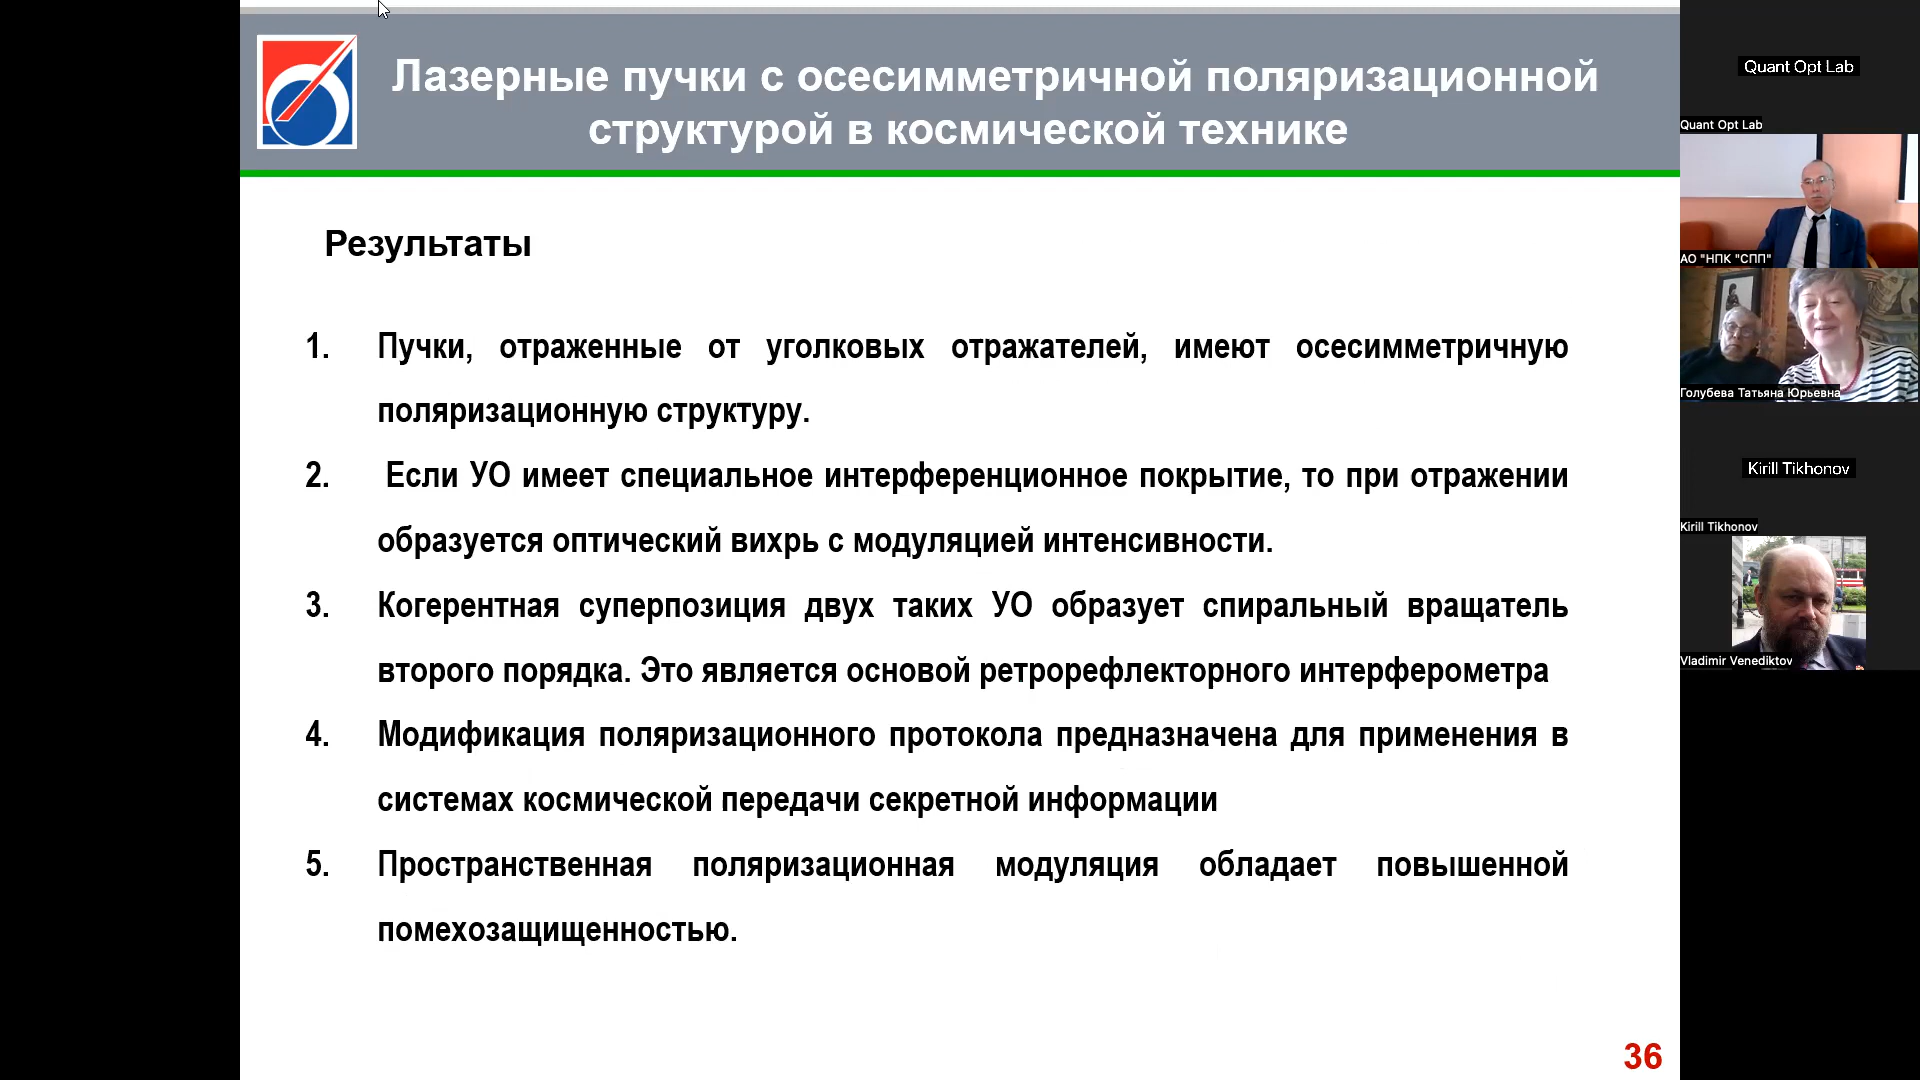 Лазерные пучки с осесимметричной поляризационной
структурой в космической технике
Результаты
1. Пучки, отраженные от уголковых отражателей, имеют осесимметричную
поляризационную структуру.
2. Если УО имеет специальное интерференционное покрытие, то при отражении
образуется оптический вихрь с модуляцией интенсивности.
3. Когерентная суперпозиция двух таких УО образует спиральный вращатель
второго порядка. Это является основой ретрорефлекторного интерферометра
4. Модификация поляризационного протокола предназначена для применения в
системах космической передачи секретной информации
5. Пространственная поляризационная модуляция обладает повышенной
помехозащищенностью.
36
Quant Opt Lab
Quant Opt Lab
АО "НПК "СПП"
Голубева Татьяна Юрьевна
Kirill Tikhonov
Kirill Tikhonov
Vladimir Venediktov